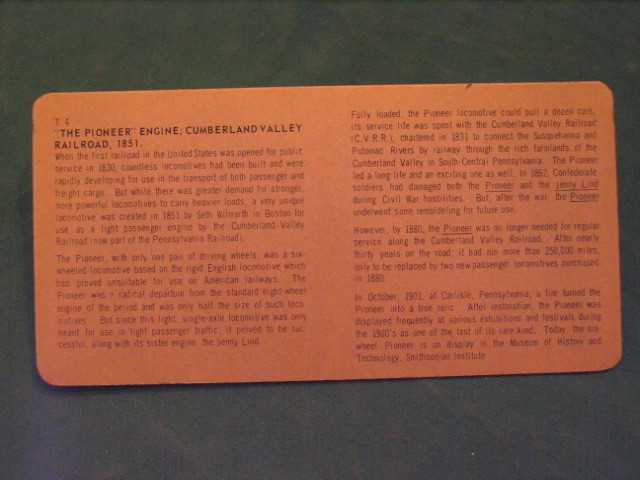 T 4
"THE PIONEER" ENGINE; CUMBERLAND VALLEY
RAILROAD, 1851.
When the first railroad in the United States was opened for public
service in 1830, countless locomotives had been built and were
rapidly developing for use in the transport of both passenger and
freight cargo. But while there was greater demand for stronger,
more powerful locomotives to carry heavier loads, a very unique
locomotive was created in 1851 by Seth Wilmarth in Boston for
use as a light passenger engine by the Cumberland Valley
Railroad (now part of the Pennsylvania Railroad).
The Pioneer, with only one pair of driving wheels, was a six-
wheeled locomotive based on the rigid English locomotive which
had proved unsuitable for use on American railways. The
Pioneer was a radical departure from the standard eight-wheel
engine of the period and was only half the size of such loco
motives. But since this light, single-axle locomotive was only
meant for use in light passenger traffic, it proved to be suc
cessful, along with its sister engine, the Jenny Lind.
Fully loaded, the Pioneer locomotive could pull a dozen cars,
its service life was spent with the Cumberland Valley Railroad
(C.V.R.R.), chartered in 1831 to connect the Susquehanna and
Potomac Rivers by railway through the rich farmlands of the
Cumberland Valley in South-Central Pennsylvania. The Pioneer
led a long life and an exciting one as well. In 1862, Confederate
soldiers had damaged both the Pioneer and the Jenny Lind
during Civil War hostilities. But, after the war, the Pioneer
underwent some remodeling for future use.
However, by 1880, the Pioneer was no longer needed for regular
service along the Cumberland Valley Railroad. After nearly
thirty years on the road, it had run more than 250,000 miles,
only to be replaced by two new passenger locomotives purchased
in 1880.
In October, 1901, at Carlisle, Pennsylvania, a fire turned the
Pioneer into a true relic. After restoration, the Pioneer was
displayed frequently at various exhibitions and festivals during
the 1900's as one of the last of its rare kind. Today, the six
wheel Pioneer is on display in the Museum of History and
Technology, Smithsonian Institute